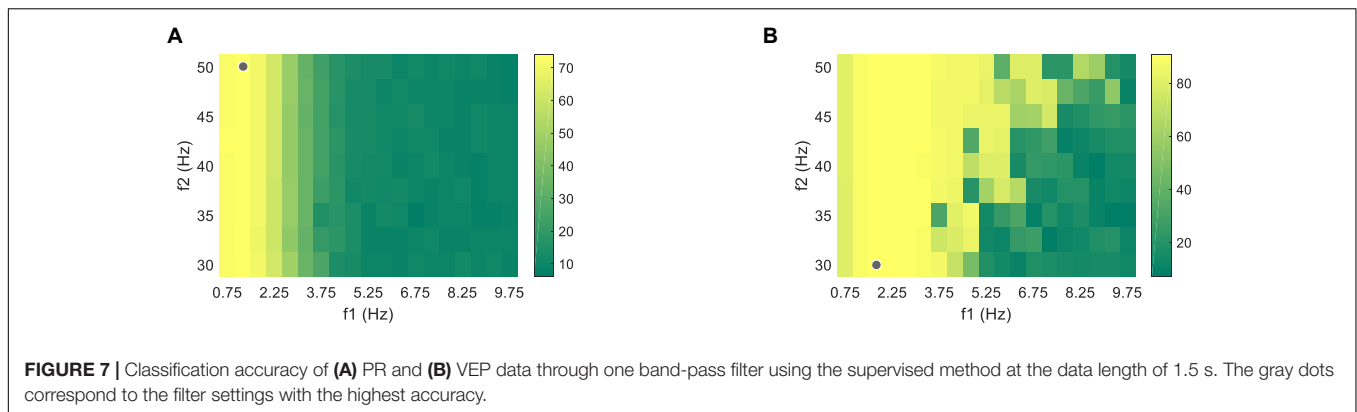 A
B
50
45
40
35
30
f2 (Hz)
0.75 2.25 3.75 5.25 6.75 8.25 9.75
f1 (Hz)
70
60
50
40
30
20
10
50
45
40
35
30
f2 (Hz)
0.75 2.25 3.75 5.25 6.75 8.25 9.75
f1 (Hz)
80
60
40
20
FIGURE 7 | Classification accuracy of (A) PR and (B) VEP data through one band-pass filter using the supervised method at the data length of 1.5 s. The gray dots
correspond to the filter settings with the highest accuracy.